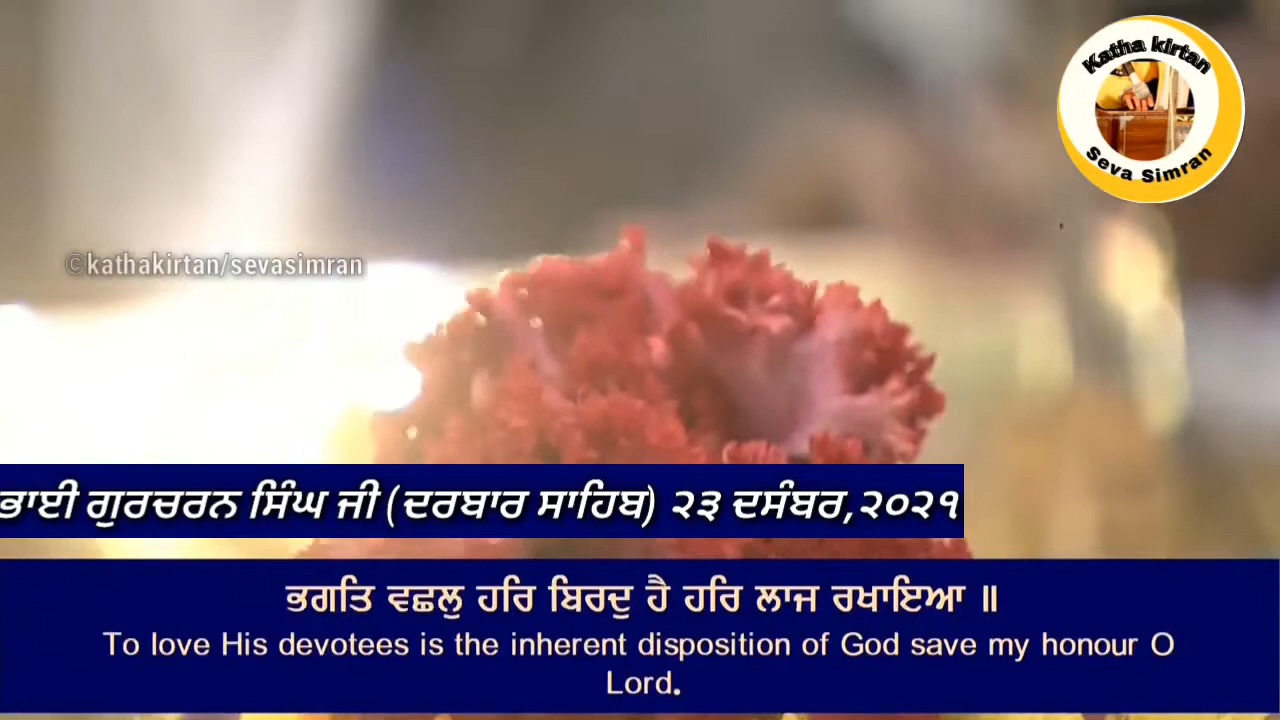 Katha kirtan
Seva Simran
©kathakirtan/sevasimran
ਭਾਈ ਗੁਰਚਰਨ ਸਿੰਘ ਜੀ (ਦਰਬਾਰ ਸਾਹਿਬ) ੨੩ ਦਸੰਬਰ,੨੦੨੧
ਭਗਤਿ ਵਛਲੁ ਹਰਿ ਬਿਰਦੁ ਹੈ ਹਰਿ ਲਾਜ ਰਖਾਇਆ ॥
To love His devotees is the inherent disposition of God save my honour O
Lord.